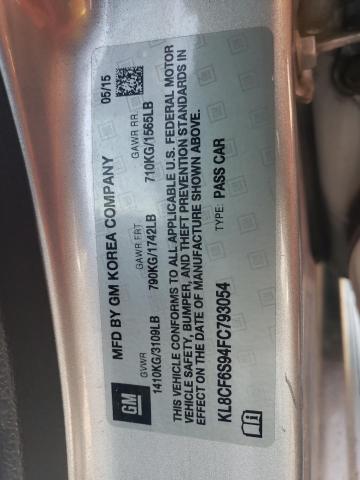 GM
MFD BY GM KOREA COMPANY
05/15
GVWR GAWR FRT GAWR RR
1410KG/3109LB 790KG/1742LB 710KG/1565LB
THIS VEHICLE CONFORMS TO ALL APPLICABLE U.S. FEDERAL MOTOR
VEHICLE SAFETY, BUMPER, AND THEFT PREVENTION STANDARDS IN
EFFECT ON THE DATE OF MANUFACTURE SHOWN ABOVE.
KL8CF6S94FC793054 TYPE: PASS CAR